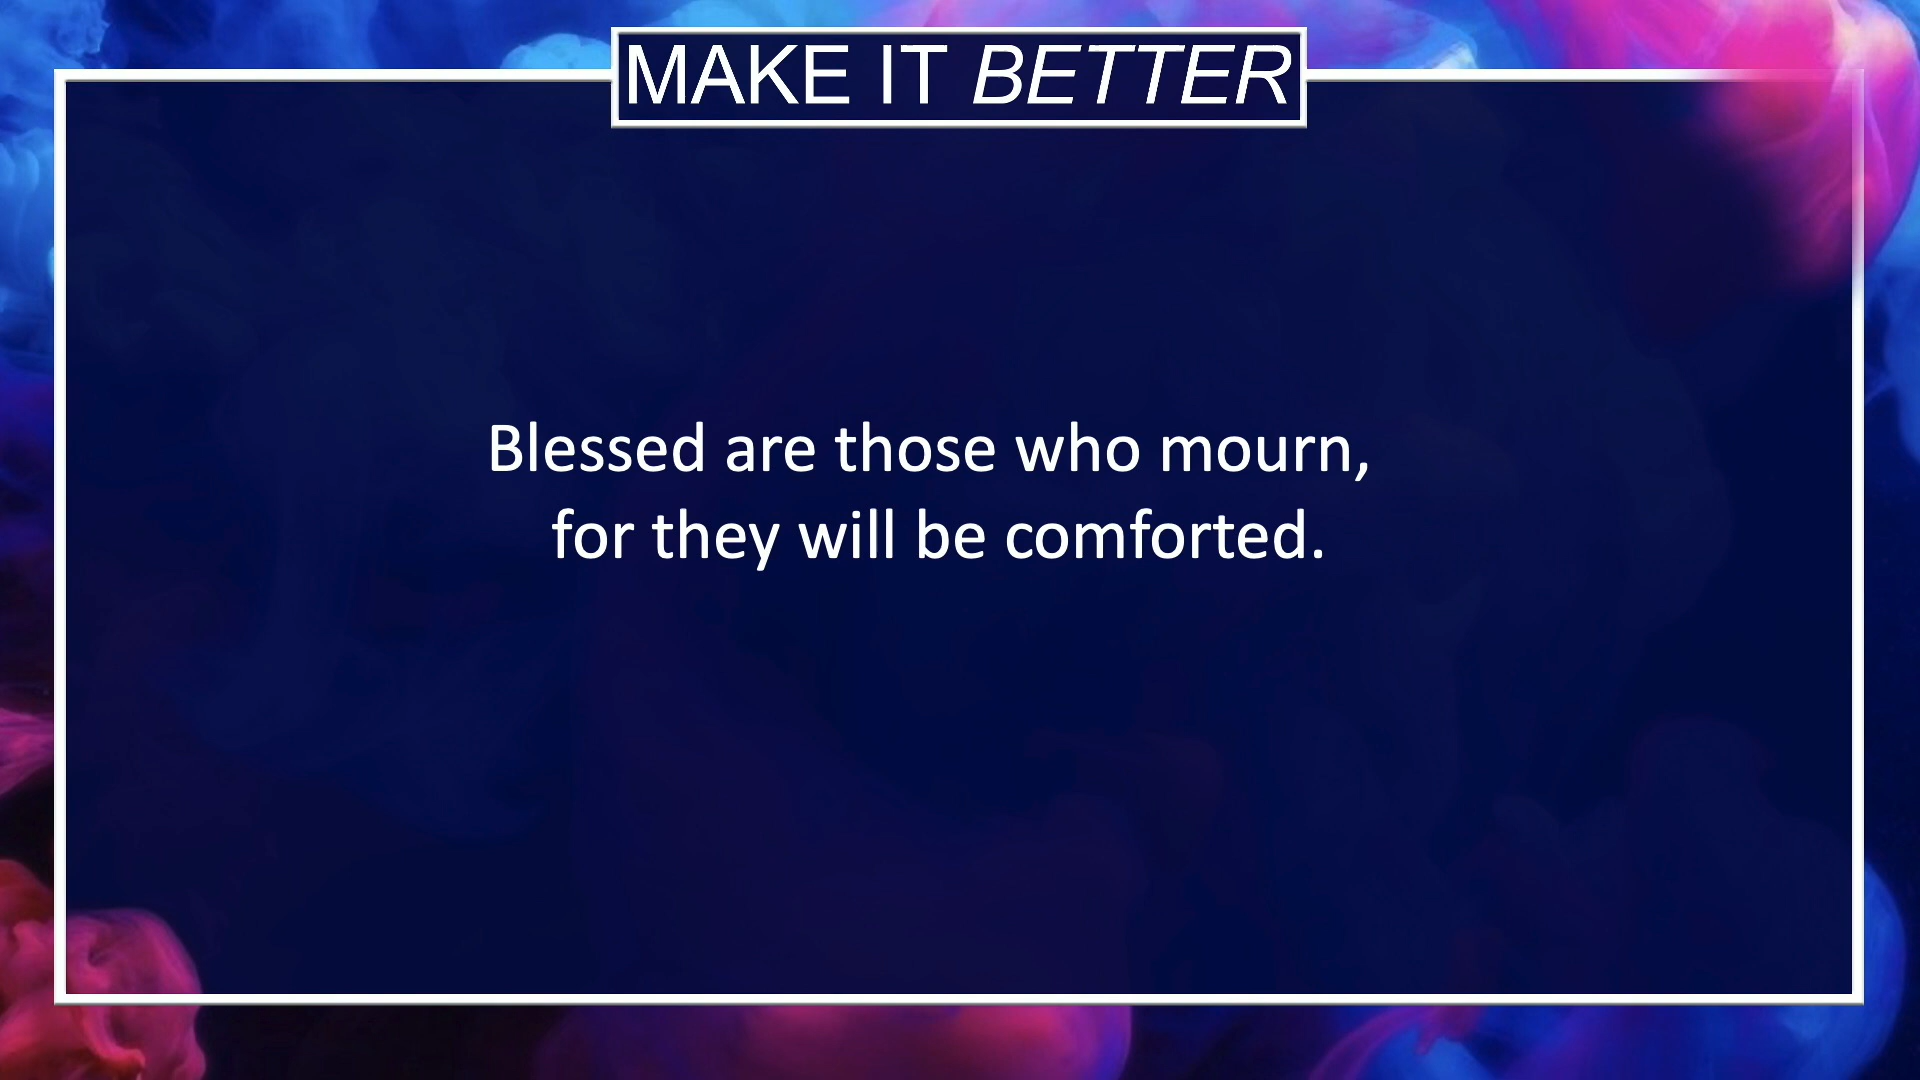 MAKE IT BETTER
Blessed are those who mourn,
for they will be comforted.